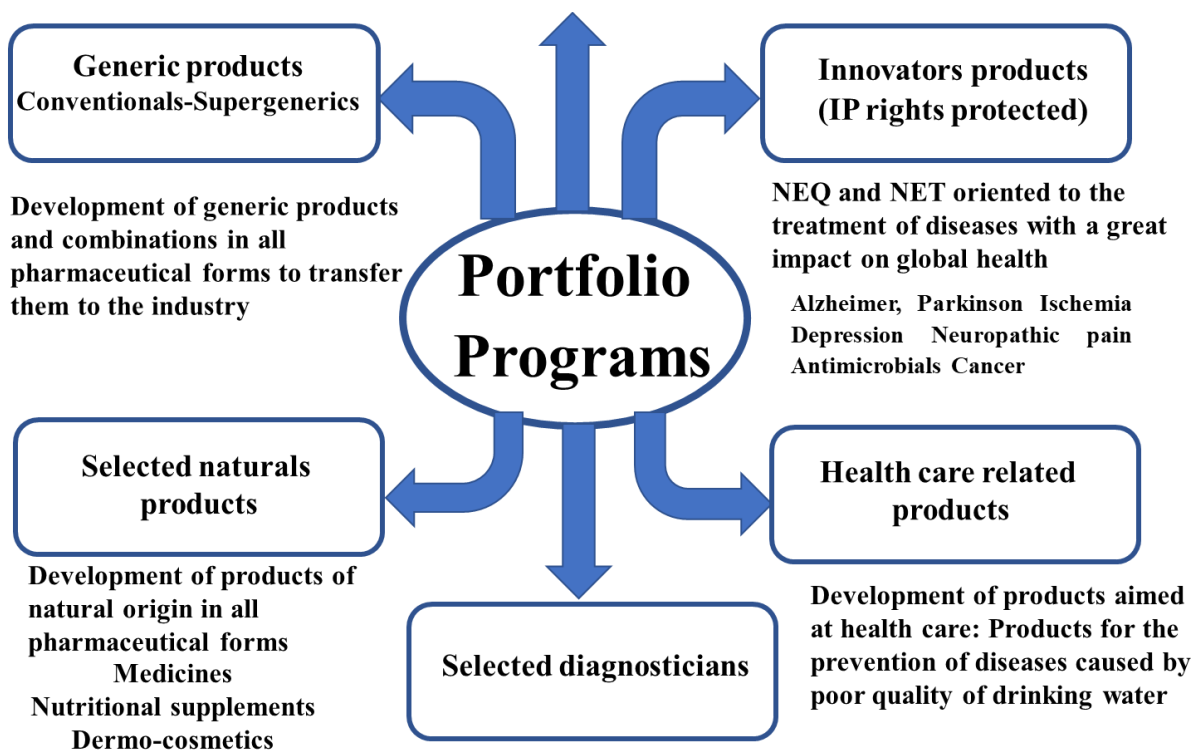 Generic products
Conventionals-Supergenerics
Development of generic products
and combinations in all
pharmaceutical forms to transfer
them to the industry
Innovators products
(IP rights protected)
NEQ and NET oriented to the
treatment of diseases with a great
impact on global health
Alzheimer, Parkinson Ischemia
Depression Neuropathic pain
Antimicrobials Cancer
Portfolio
Programs
Selected naturals
products
Development of products of
natural origin in all
pharmaceutical forms
Medicines
Nutritional supplements
Dermo-cosmetics
Selected diagnosticians
Health care related
products
Development of products aimed
at health care: Products for the
prevention of diseases caused by
poor quality of drinking water